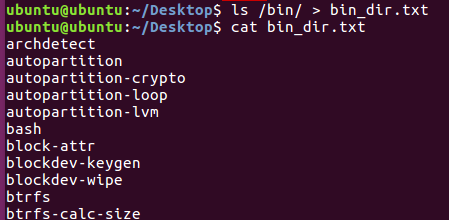 ubuntu@ubuntu:~/Desktop$ ls /bin/ > bin_dir.txt
ubuntu@ubuntu:~/Desktop$ cat bin_dir.txt
archdetect
autopartition
autopartition-crypto
autopartition-loop
autopartition-lvm
bash
block-attr
blockdev-keygen
blockdev-wipe
btrfs
btrfs-calc-size